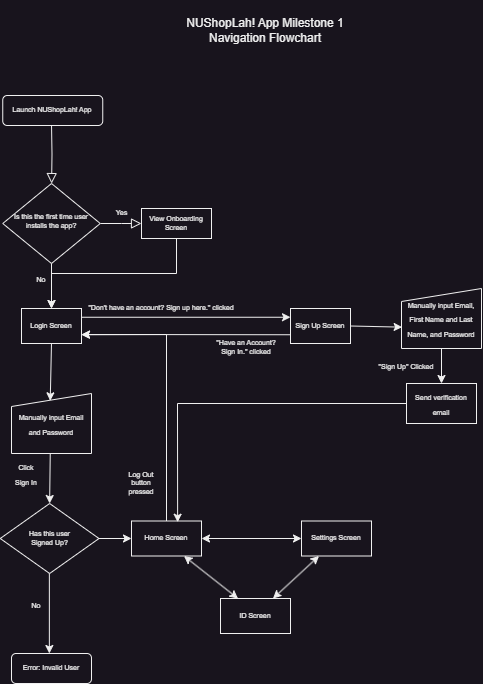 NUShopLah! App Milestone 1
Navigation Flowchart
Launch NUShopLah! App
Is this the first time user
installs the app?
Yes
View Onboarding
Screen
No
"Don't have an account? Sign up here." clicked
Login Screen
Sign Up Screen
Manually input Email,
First Name and Last
Name, and Password
"Have an Account?
Sign In." clicked
"Sign Up" Clicked
Send verification
email
Manually input Email
and Password
Click
Sign In
Log Out
button
pressed
Has this user
Signed Up?
Home Screen
Settings Screen
No
ID Screen
Error: Invalid User